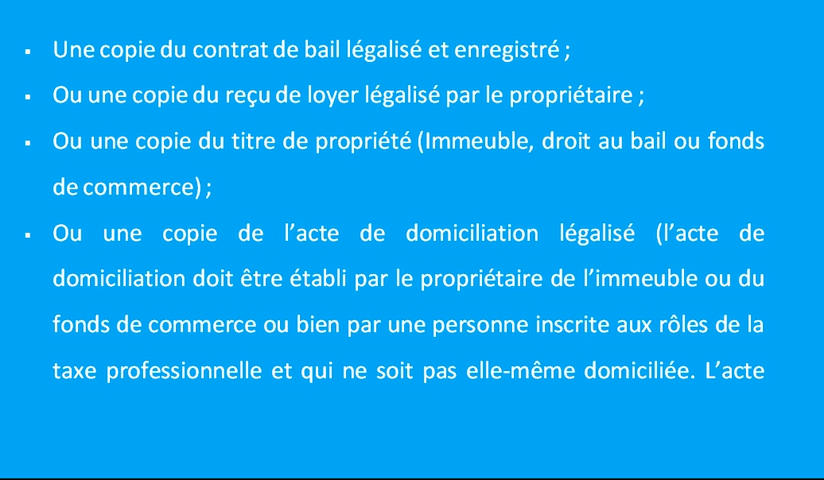 ▪ Une copie du contrat de bail légalisé et enregistré ;
▪ Ou une copie du reçu de loyer légalisé par le propriétaire ;
▪ Ou une copie du titre de propriété (Immeuble, droit au bail ou fonds
de commerce) ;
▪ Ou une copie de l’acte de domiciliation légalisé (l’acte de
domiciliation doit être établi par le propriétaire de l’immeuble ou du
fonds de commerce ou bien par une personne inscrite aux rôles de la
taxe professionnelle et qui ne soit pas elle-même domiciliée. L’acte